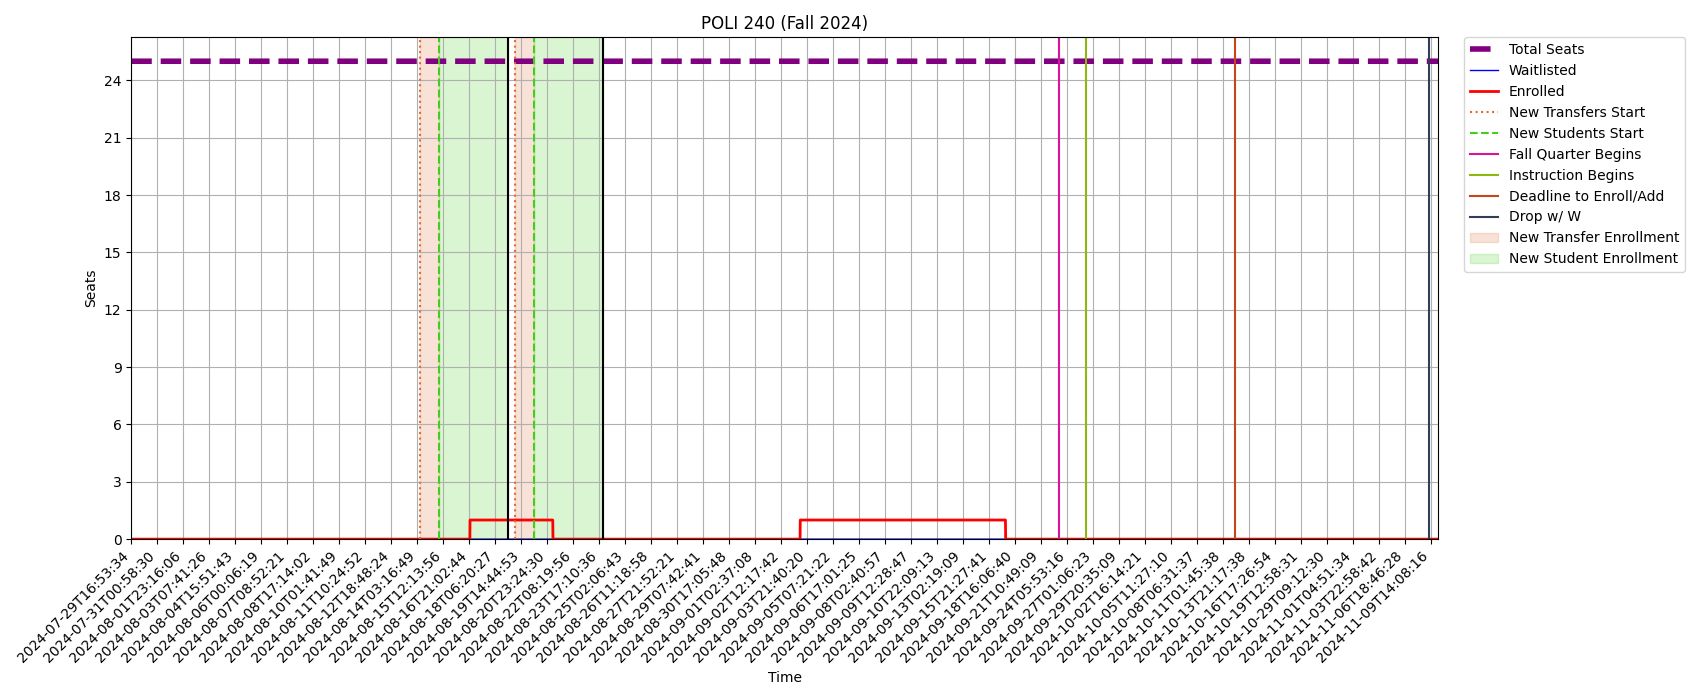 POLI 240 (Fall 2024)
Total Seats
Waitlisted
Enrolled
New Transfers Start
New Students Start
Fall Quarter Begins
Instruction Begins
Deadline to Enroll/Add
Drop w/ W
New Transfer Enrollment
New Student Enrollment
Seats
24
21
18
15
12
9
6
3
0
2024-07-29T16:53:34
2024-07-31T00:58:30
2024-08-01T23:16:06
2024-08-03T07:41:26
2024-08-04T15:51:43
2024-08-06T00:06:19
2024-08-07T08:52:21
2024-08-08T17:14:02
2024-08-10T01:41:49
2024-08-11T10:24:52
2024-08-12T18:48:24
2024-08-14T03:16:49
2024-08-15T12:13:56
2024-08-16T21:02:44
2024-08-18T06:20:27
2024-08-19T14:44:53
2024-08-20T23:24:30
2024-08-22T08:19:56
2024-08-23T17:10:36
2024-08-25T02:06:43
2024-08-26T11:18:58
2024-08-27T21:52:21
2024-08-29T07:42:41
2024-08-30T17:05:48
2024-09-01T02:37:08
2024-09-02T12:17:42
2024-09-03T21:40:20
2024-09-05T07:21:22
2024-09-06T17:01:25
2024-09-08T02:40:57
2024-09-09T12:28:47
2024-09-10T22:09:13
2024-09-13T02:19:09
2024-09-15T11:27:41
2024-09-18T16:06:40
2024-09-21T10:49:09
2024-09-24T05:53:16
2024-09-27T01:06:23
2024-09-29T20:35:09
2024-10-02T16:14:21
2024-10-05T11:27:10
2024-10-08T06:31:37
2024-10-11T01:45:38
2024-10-13T21:17:38
2024-10-16T17:26:54
2024-10-19T12:58:31
2024-10-29T09:12:30
2024-11-01T04:51:34
2024-11-03T22:58:42
2024-11-06T18:46:28
2024-11-09T14:08:16
Time